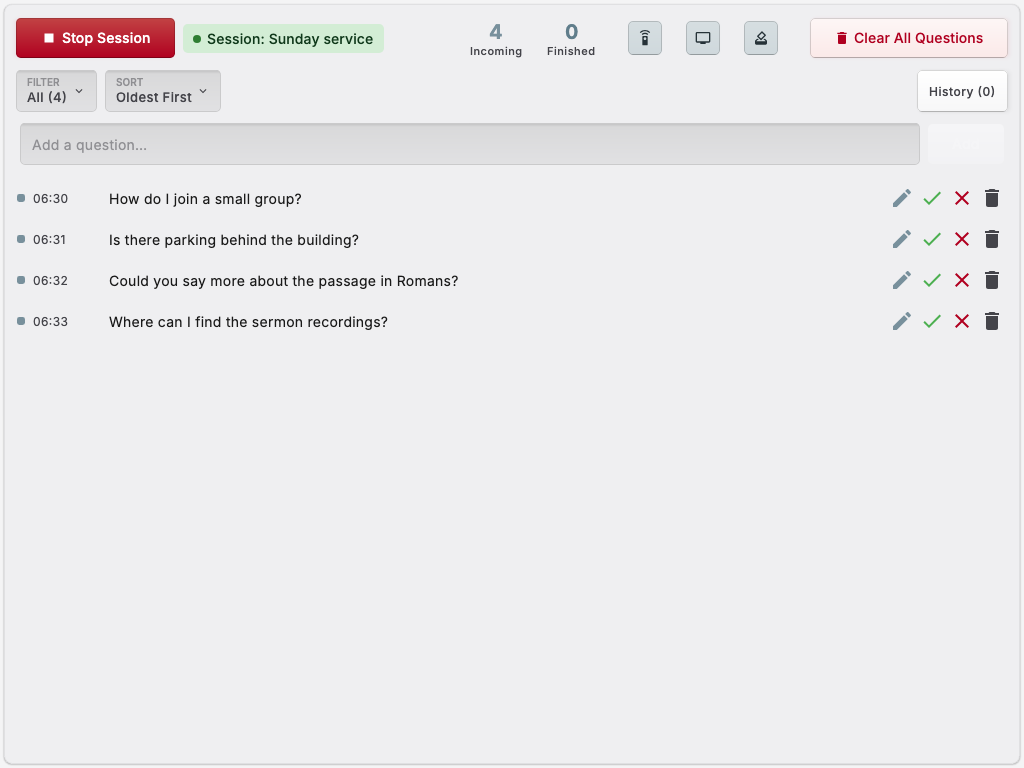 Stop Session
Session: Sunday service
4
Incoming
0
Finished
Clear All Questions
FILTER
All (4)
SORT
Oldest First
History (0)
Add a question...
06:30 How do I join a small group?
06:31 Is there parking behind the building?
06:32 Could you say more about the passage in Romans?
06:33 Where can I find the sermon recordings?